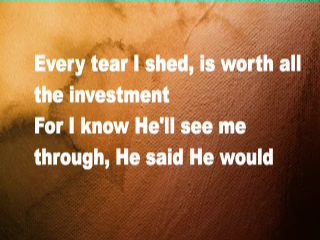 Every tear I shed, is worth all
the investment
For I know He'll see me
through, He said He would